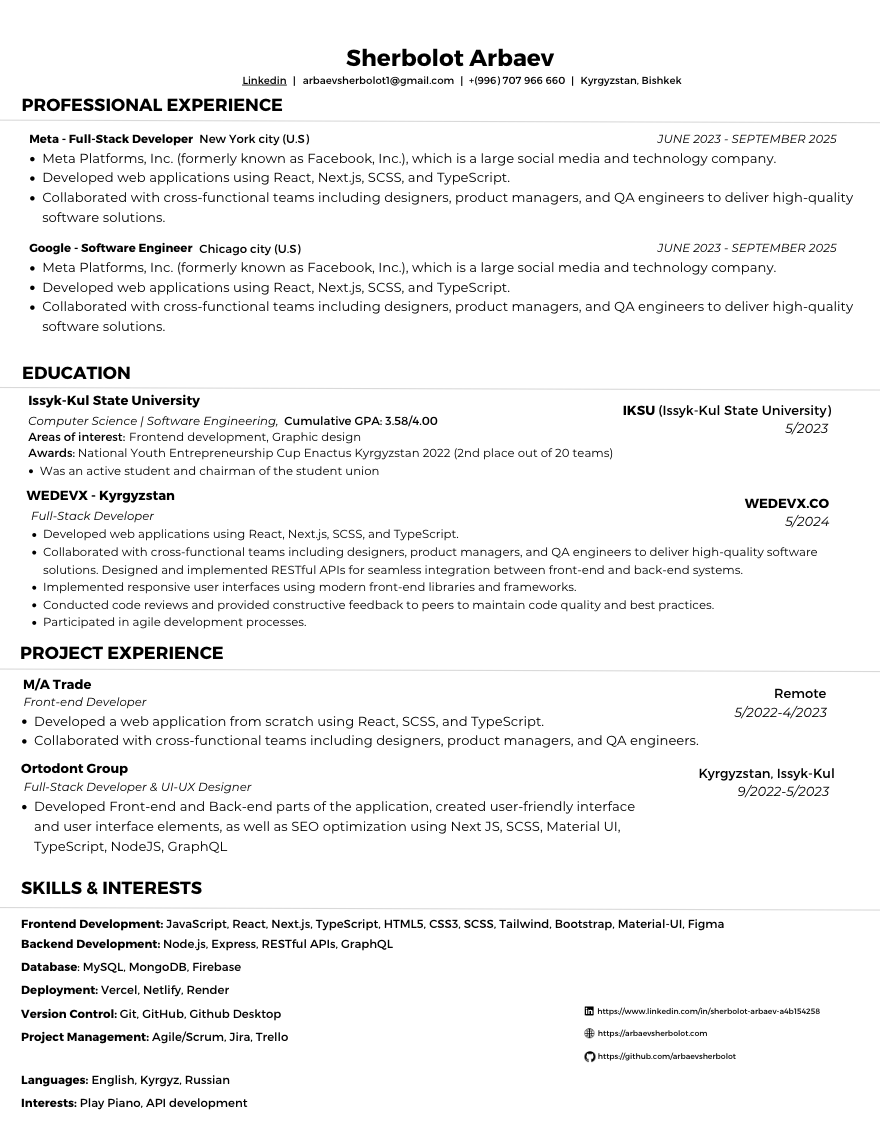 Sherbolot Arbaev
Linkedin | arbaevsherbolot1@gmail.com | +(996) 707 966 660 | Kyrgyzstan, Bishkek
PROFESSIONAL EXPERIENCE
Meta - Full-Stack Developer New York city (U.S) JUNE 2023 - SEPTEMBER 2025
• Meta Platforms, Inc. (formerly known as Facebook, Inc.), which is a large social media and technology company.
• Developed web applications using React, Next.js, SCSS, and TypeScript.
• Collaborated with cross-functional teams including designers, product managers, and QA engineers to deliver high-quality
software solutions.
Google - Software Engineer Chicago city (U.S) JUNE 2023 - SEPTEMBER 2025
• Meta Platforms, Inc. (formerly known as Facebook, Inc.), which is a large social media and technology company.
• Developed web applications using React, Next.js, SCSS, and TypeScript.
• Collaborated with cross-functional teams including designers, product managers, and QA engineers to deliver high-quality
software solutions.
EDUCATION
Issyk-Kul State University
IKSU (Issyk-Kul State University)
Computer Science | Software Engineering, Cumulative GPA: 3.58/4.00
5/2023
Areas of interest: Frontend development, Graphic design
Awards: National Youth Entrepreneurship Cup Enactus Kyrgyzstan 2022 (2nd place out of 20 teams)
• Was an active student and chairman of the student union
WEDEVX - Kyrgyzstan
WEDEVX.CO
Full-Stack Developer
5/2024
• Developed web applications using React, Next.js, SCSS, and TypeScript.
• Collaborated with cross-functional teams including designers, product managers, and QA engineers to deliver high-quality software
solutions. Designed and implemented RESTful APIs for seamless integration between front-end and back-end systems.
• Implemented responsive user interfaces using modern front-end libraries and frameworks.
• Conducted code reviews and provided constructive feedback to peers to maintain code quality and best practices.
• Participated in agile development processes.
PROJECT EXPERIENCE
M/A Trade
Remote
Front-end Developer
5/2022-4/2023
• Developed a web application from scratch using React, SCSS, and TypeScript.
• Collaborated with cross-functional teams including designers, product managers, and QA engineers.
Ortodont Group
Kyrgyzstan, Issyk-Kul
Full-Stack Developer & UI-UX Designer
9/2022-5/2023
• Developed Front-end and Back-end parts of the application, created user-friendly interface
and user interface elements, as well as SEO optimization using Next JS, SCSS, Material UI,
TypeScript, NodeJS, GraphQL
SKILLS & INTERESTS
Frontend Development: JavaScript, React, Next.js, TypeScript, HTML5, CSS3, SCSS, Tailwind, Bootstrap, Material-UI, Figma
Backend Development: Node.js, Express, RESTful APIs, GraphQL
Database: MySQL, MongoDB, Firebase
Deployment: Vercel, Netlify, Render
Version Control: Git, GitHub, Github Desktop
Project Management: Agile/Scrum, Jira, Trello
Languages: English, Kyrgyz, Russian
Interests: Play Piano, API development
https://www.linkedin.com/in/sherbolot-arbaev-a4b154258
https://arbaevsherbolot.com
https://github.com/arbaevsherbolot